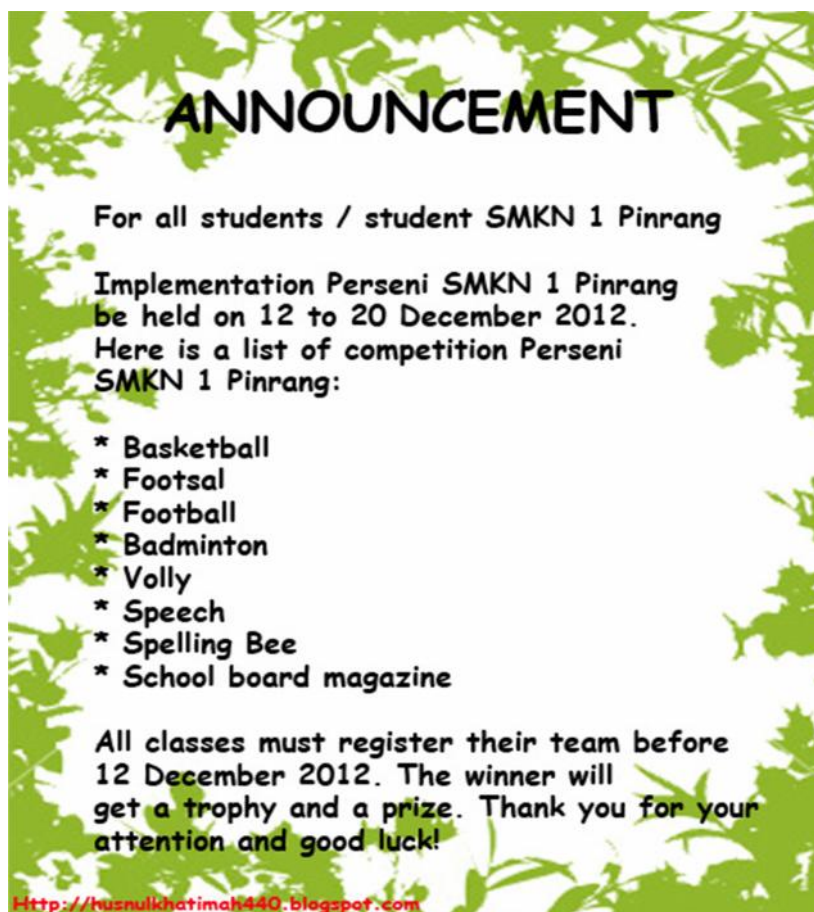 ANNOUNCEMENT
For all students / student SMKN 1 Pinrang
Implementation Perseni SMKN 1 Pinrang
be held on 12 to 20 December 2012.
Here is a list of competition Perseni
SMKN 1 Pinrang:
* Basketball
* Footsal
* Football
* Badminton
* Volly
* Speech
* Spelling Bee
* School board magazine
All classes must register their team before
12 December 2012. The winner will
get a trophy and a prize. Thank you for your
attention and good luck!
Http://husnulkhatimah440.blogspot.com